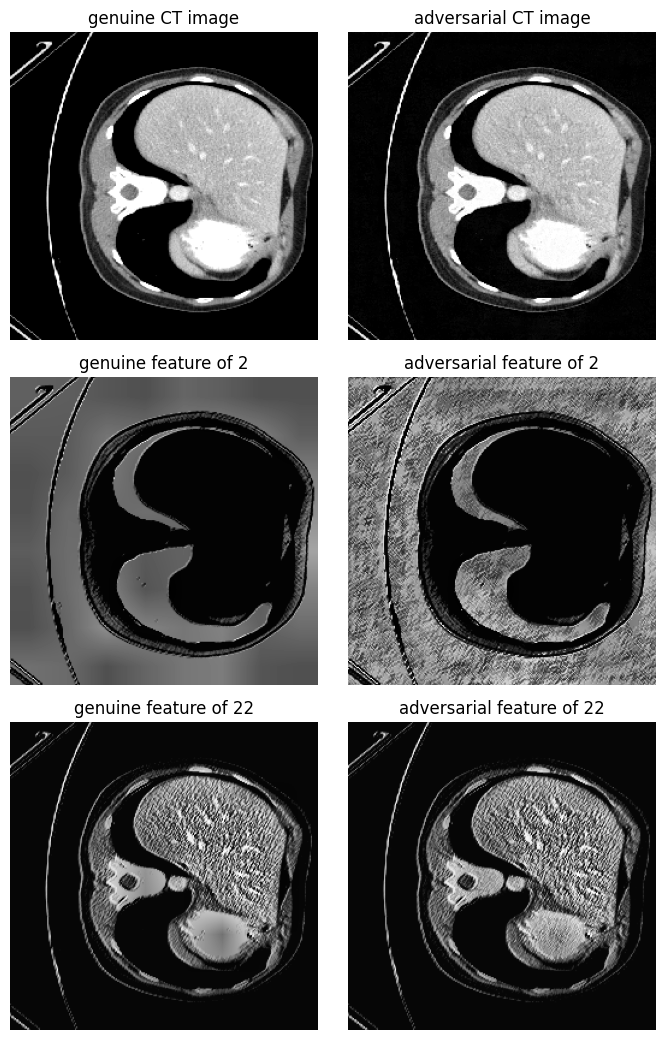 genuine CT image
adversarial CT image
genuine feature of 2
adversarial feature of 2
genuine feature of 22
adversarial feature of 22